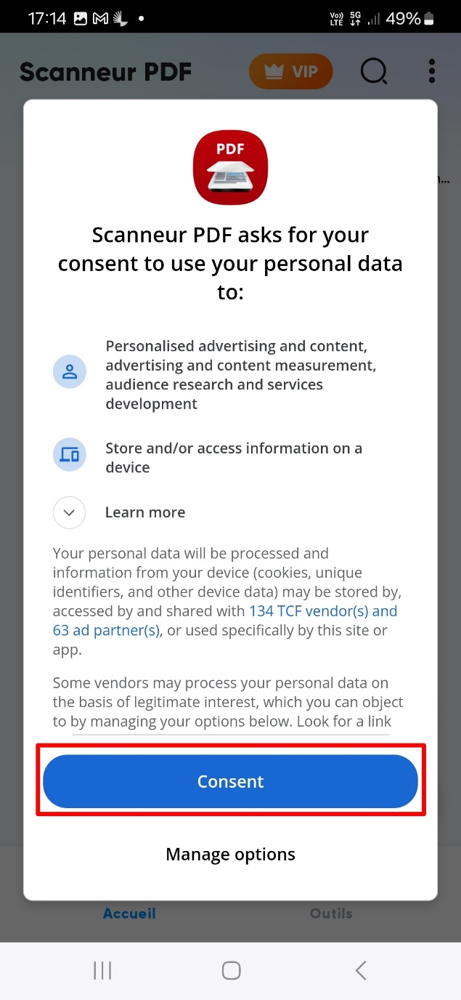 17:14 Vo)) LTE 5G 49%
Scanneur PDF VIP
PDF
Scanneur PDF asks for your
consent to use your personal data
to:
Personalised advertising and content,
advertising and content measurement,
audience research and services
development
Store and/or access information on a
device
Learn more
Your personal data will be processed and
information from your device (cookies, unique
identifiers, and other device data) may be stored by,
accessed by and shared with 134 TCF vendor(s) and
63 ad partner(s), or used specifically by this site or
app.
Some vendors may process your personal data on
the basis of legitimate interest, which you can object
to by managing your options below. Look for a link
Consent
Manage options
Accueil Outils